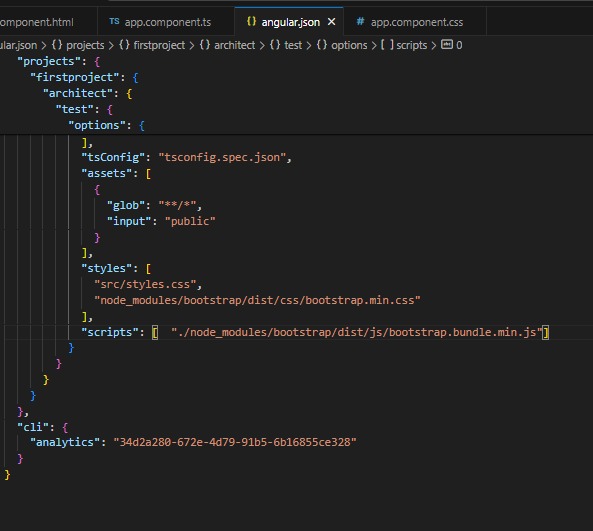 omponent.html
TS app.component.ts
{} angular.json ×
# app.component.css
ular.json > {} projects > {} firstproject > {} architect > {} test > {} options > [ ] scripts > abc 0
"projects": {
"firstproject": {
"architect": {
"test": {
"options": {
],
"tsConfig": "tsconfig.spec.json",
"assets": [
{
"glob": "**/*",
"input": "public"
}
],
"styles": [
"src/styles.css",
"node_modules/bootstrap/dist/css/bootstrap.min.css"
],
"scripts": [  "./node_modules/bootstrap/dist/js/bootstrap.bundle.min.js"]
}
}
}
}
},
"cli": {
"analytics": "34d2a280-672e-4d79-91b5-6b16855ce328"
}
}